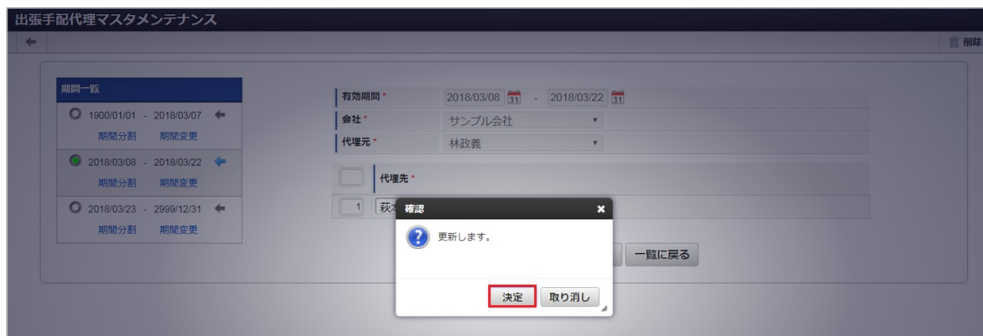 出張手配代理マスタメンテナンス
削除
期間一覧
1900/01/01 - 2018/03/07
期間分割 期間変更
2018/03/08 - 2018/03/22
期間分割 期間変更
2018/03/23 - 2999/12/31
期間分割 期間変更
有効期間 * 2018/03/08 31 - 2018/03/22 31
会社 * サンプル会社
代理元 * 林政義
代理先 *
1 萩
確認
更新します。
一覧に戻る
決定 取り消し